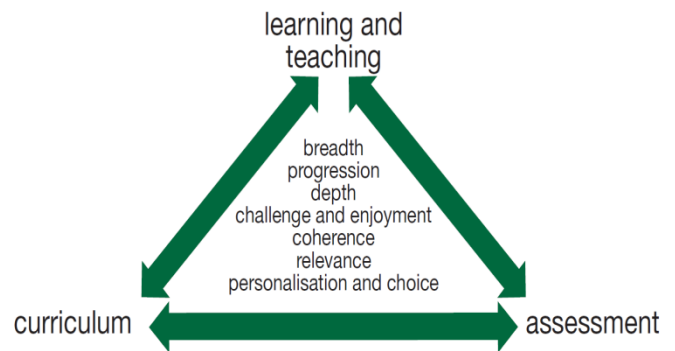 learning and
teaching
breadth
progression
depth
challenge and enjoyment
coherence
relevance
personalisation and choice
curriculum
assessment